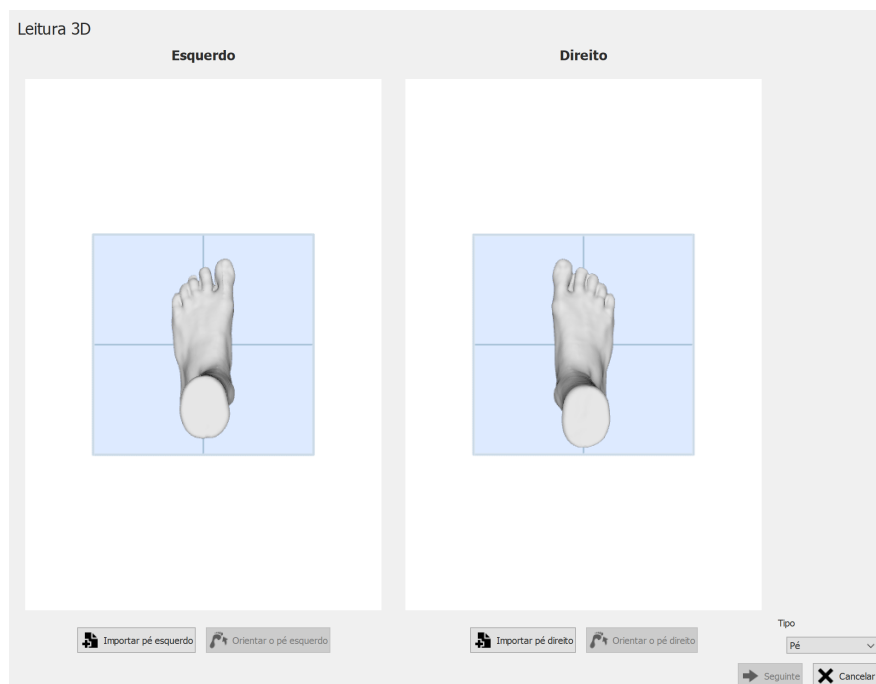 Leitura 3D
Esquerdo
Direito
Importar pé esquerdo
Orientar o pé esquerdo
Importar pé direito
Orientar o pé direito
Tipo
Pé
Seguinte
Cancelar